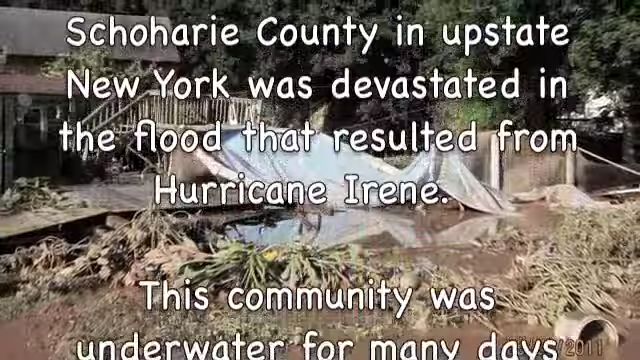 Schoharie County in upstate
New York was devastated in
the flood that resulted from
Hurricane Irene.
This community was
underwater for many days
2011